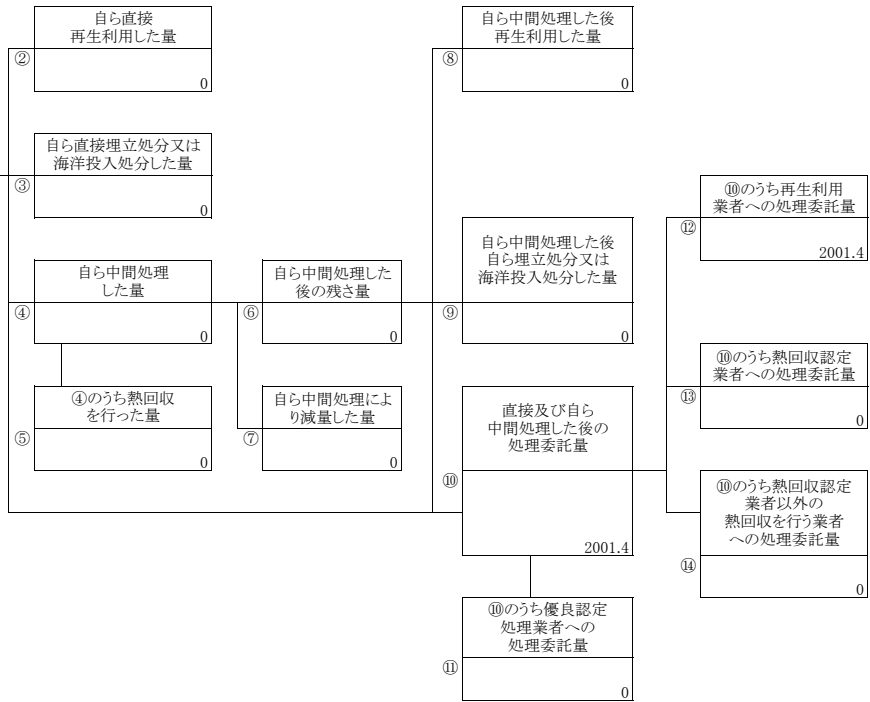 自ら直接
再生利用した量
②
0
自ら直接埋立処分又は
海洋投入処分した量
③
0
自ら中間処理
した量
④
0
④のうち熱回収
を行った量
⑤
0
自ら中間処理した
後の残さ量
⑥
0
自ら中間処理によ
り減量した量
⑦
0
自ら中間処理した後
再生利用した量
⑧
0
自ら中間処理した後
自ら埋立処分又は
海洋投入処分した量
⑨
0
直接及び自ら
中間処理した後の
処理委託量
⑩
2001.4
⑩のうち優良認定
処理業者への
処理委託量
⑪
0
⑩のうち再生利用
業者への処理委託量
⑫
2001.4
⑩のうち熱回収認定
業者への処理委託量
⑬
0
⑩のうち熱回収認定
業者以外の
熱回収を行う業者
への処理委託量
⑭
0